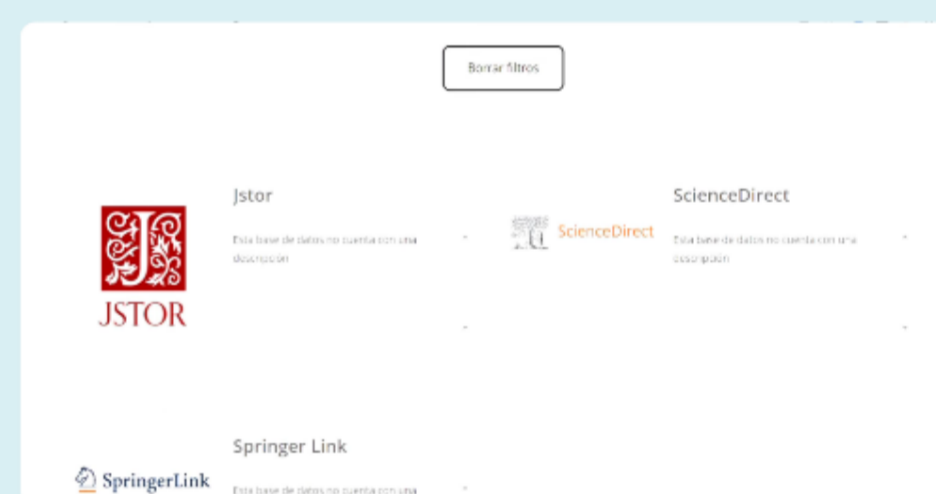 Borrar filtros
Jstor
Esta base de datos no cuenta con una
descripción
JSTOR
ScienceDirect
ScienceDirect
Esta base de datos no cuenta con una
descripción
Springer Link
SpringerLink
Esta base de datos no cuenta con una